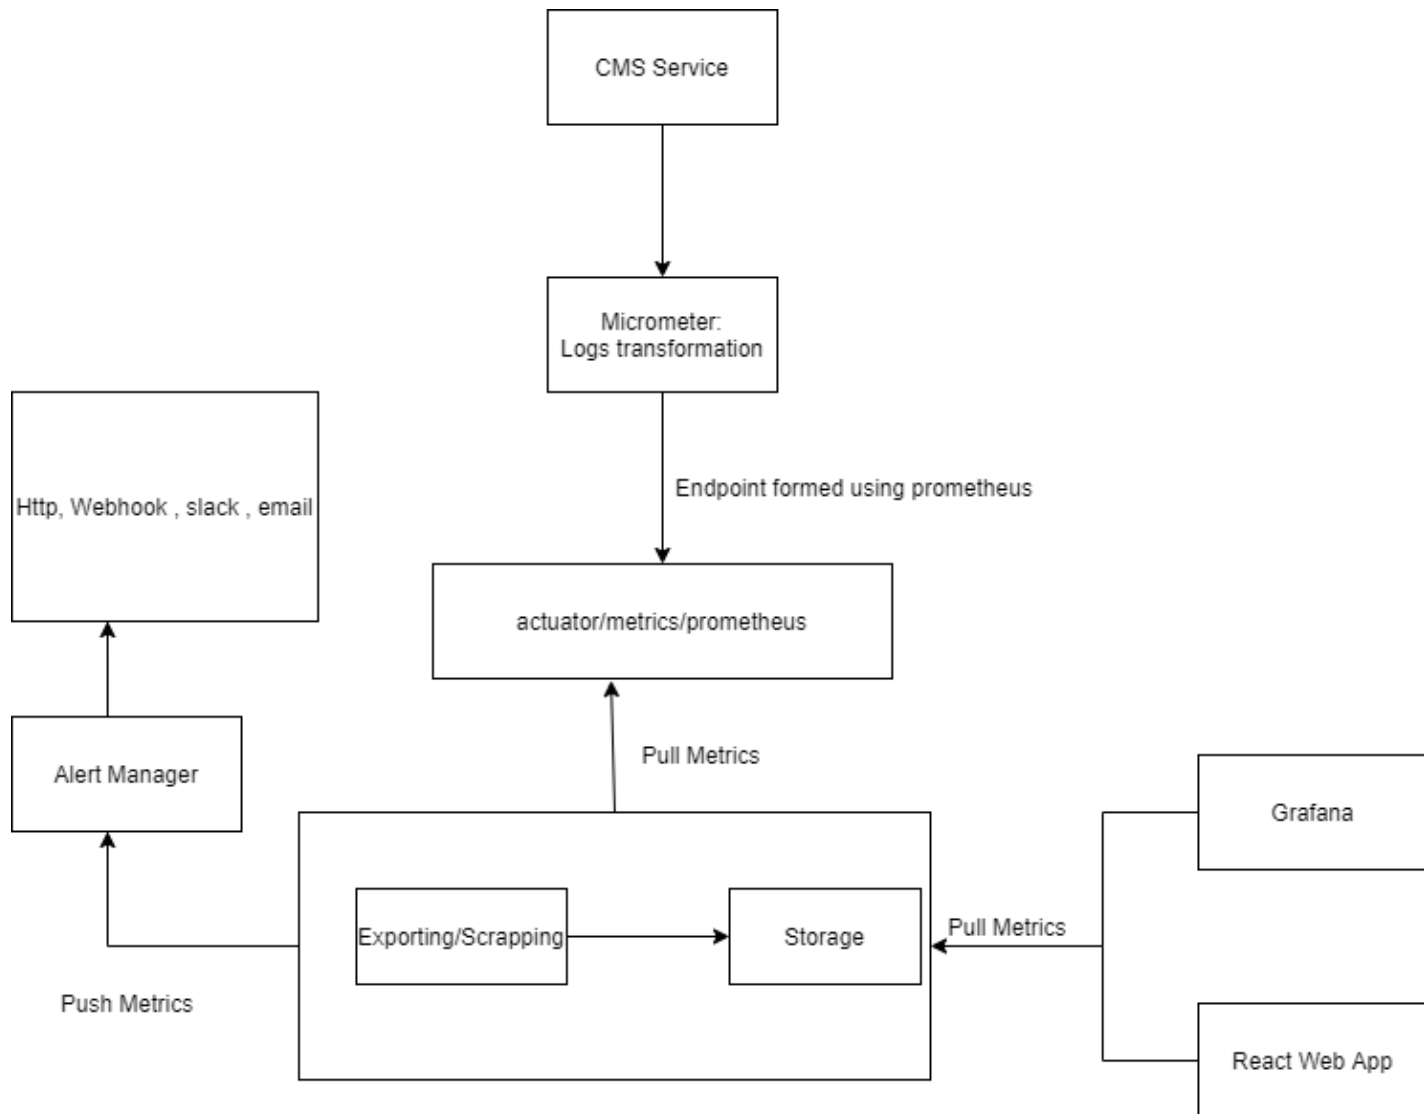 CMS Service
Micrometer:
Logs transformation
Http, Webhook , slack , email
Endpoint formed using prometheus
actuator/metrics/prometheus
Pull Metrics
Alert Manager
Grafana
Exporting/Scrapping
Storage
Pull Metrics
Push Metrics
React Web App